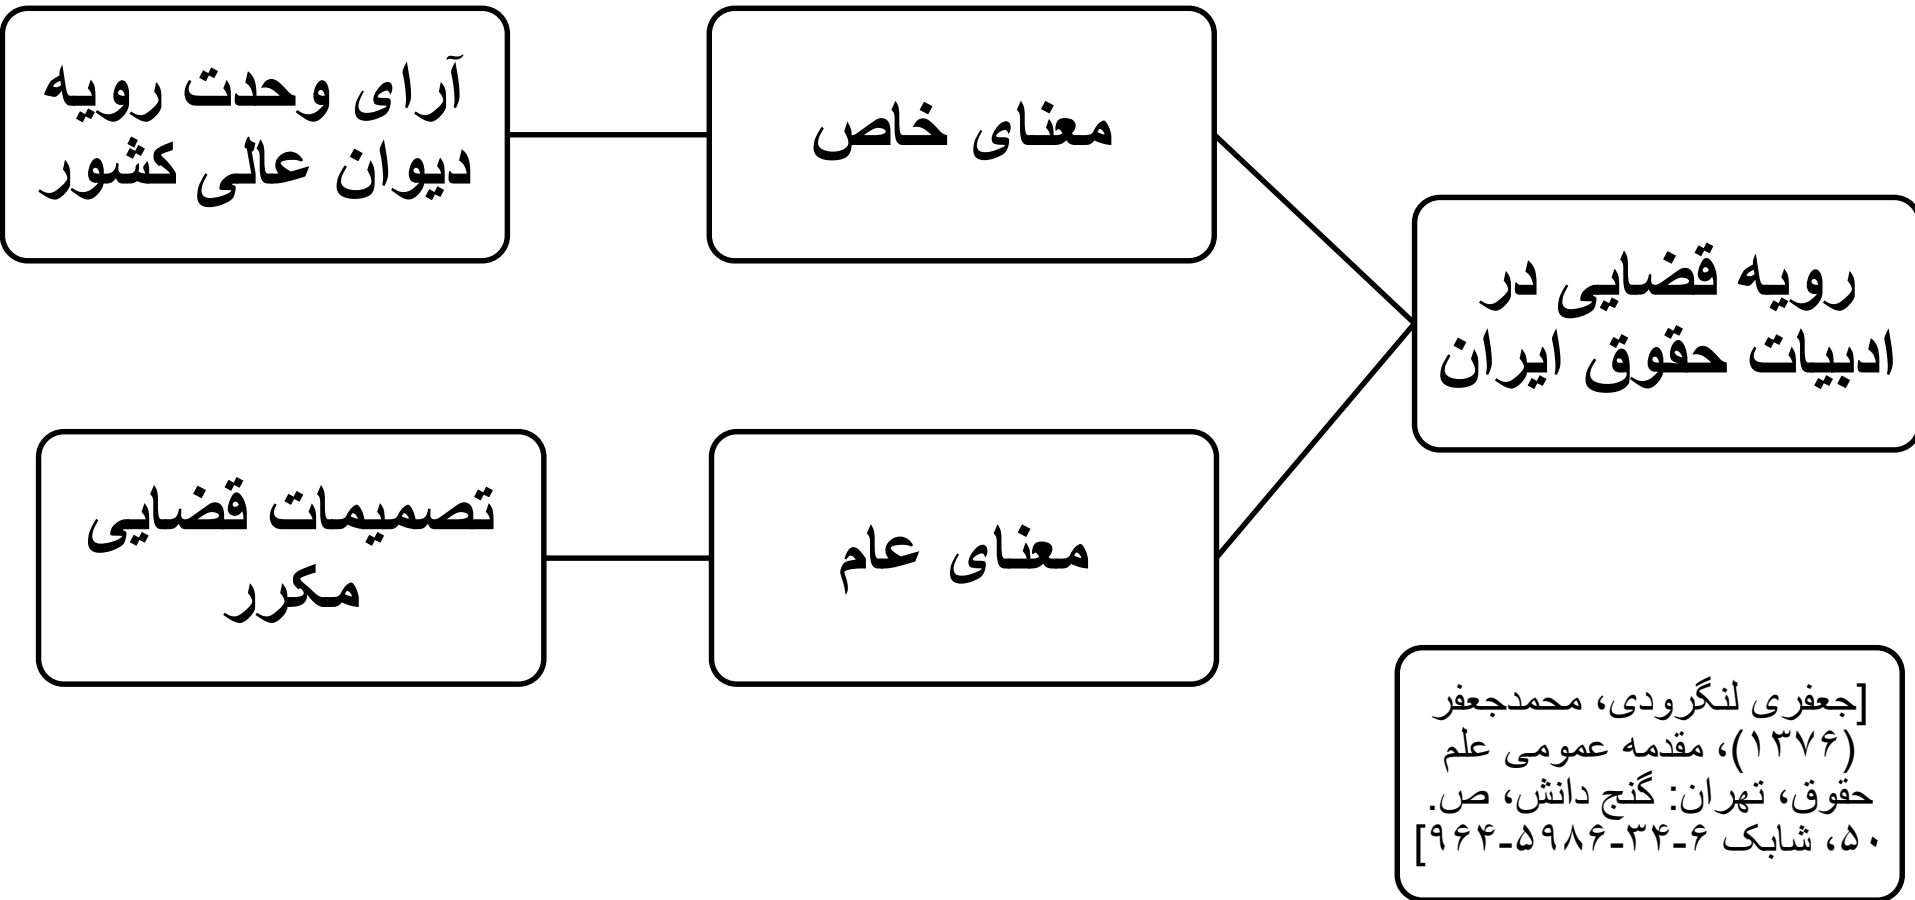 رویه قضایی در
ادبیات حقوق ایران
معنای خاص
آرای وحدت رویه
دیوان عالی کشور
معنای عام
تصمیمات قضایی
مکرر
[جعفری لنگرودی، محمدجعفر
(۱۳۷۶)، مقدمه عمومی علم
حقوق، تهران: گنج دانش، ص.
۵۰، شابک ۶-۳۴-۵۹۸۶-۹۶۴]